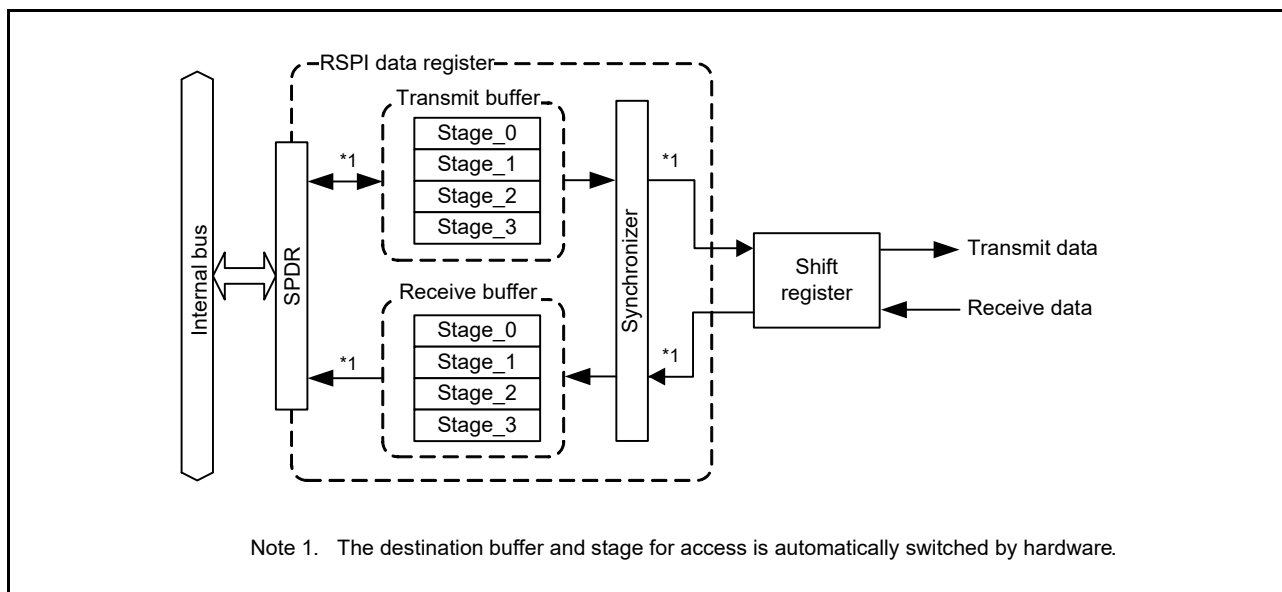 RSPI data register
Transmit buffer
Stage_0
Stage_1
Stage_2
Stage_3
*1
*1
Internal bus
SPDR
Synchronizer
Shift
register
Transmit data
Receive data
Receive buffer
Stage_0
Stage_1
Stage_2
Stage_3
*1
*1
Note 1. The destination buffer and stage for access is automatically switched by hardware.